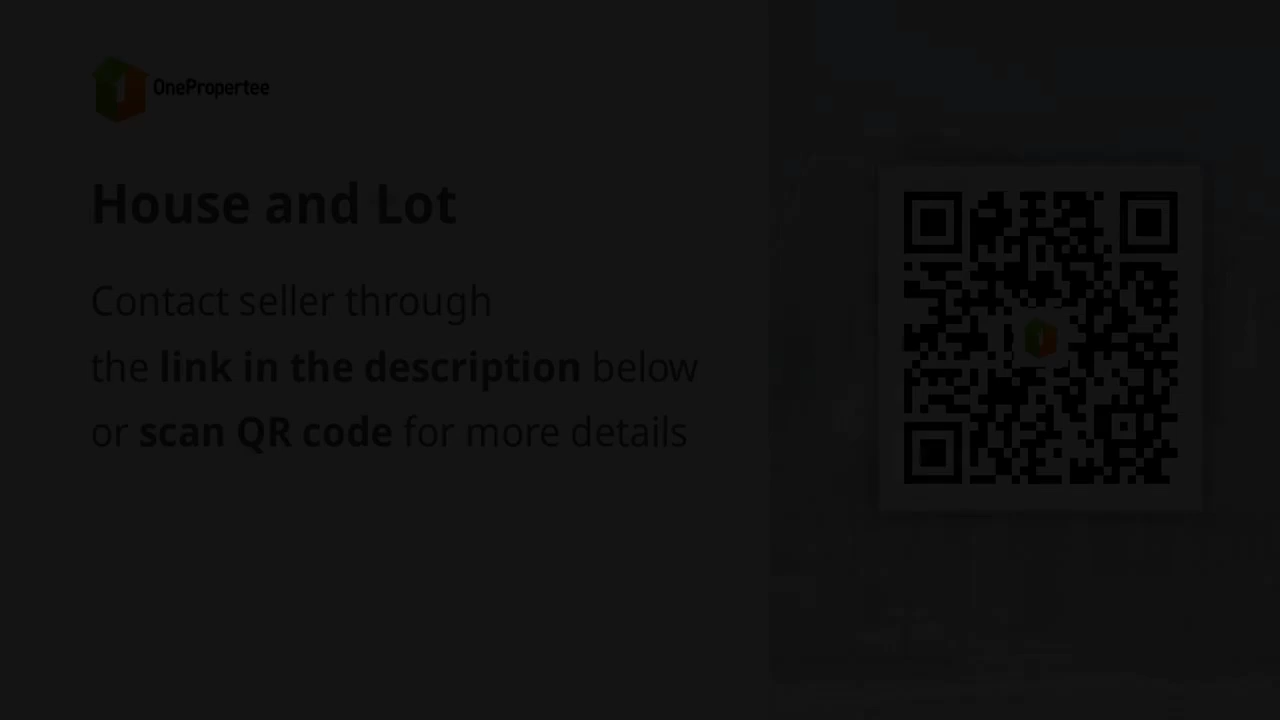 OnePropertee
House and Lot
Contact seller through
the link in the description below
or scan QR code for more details